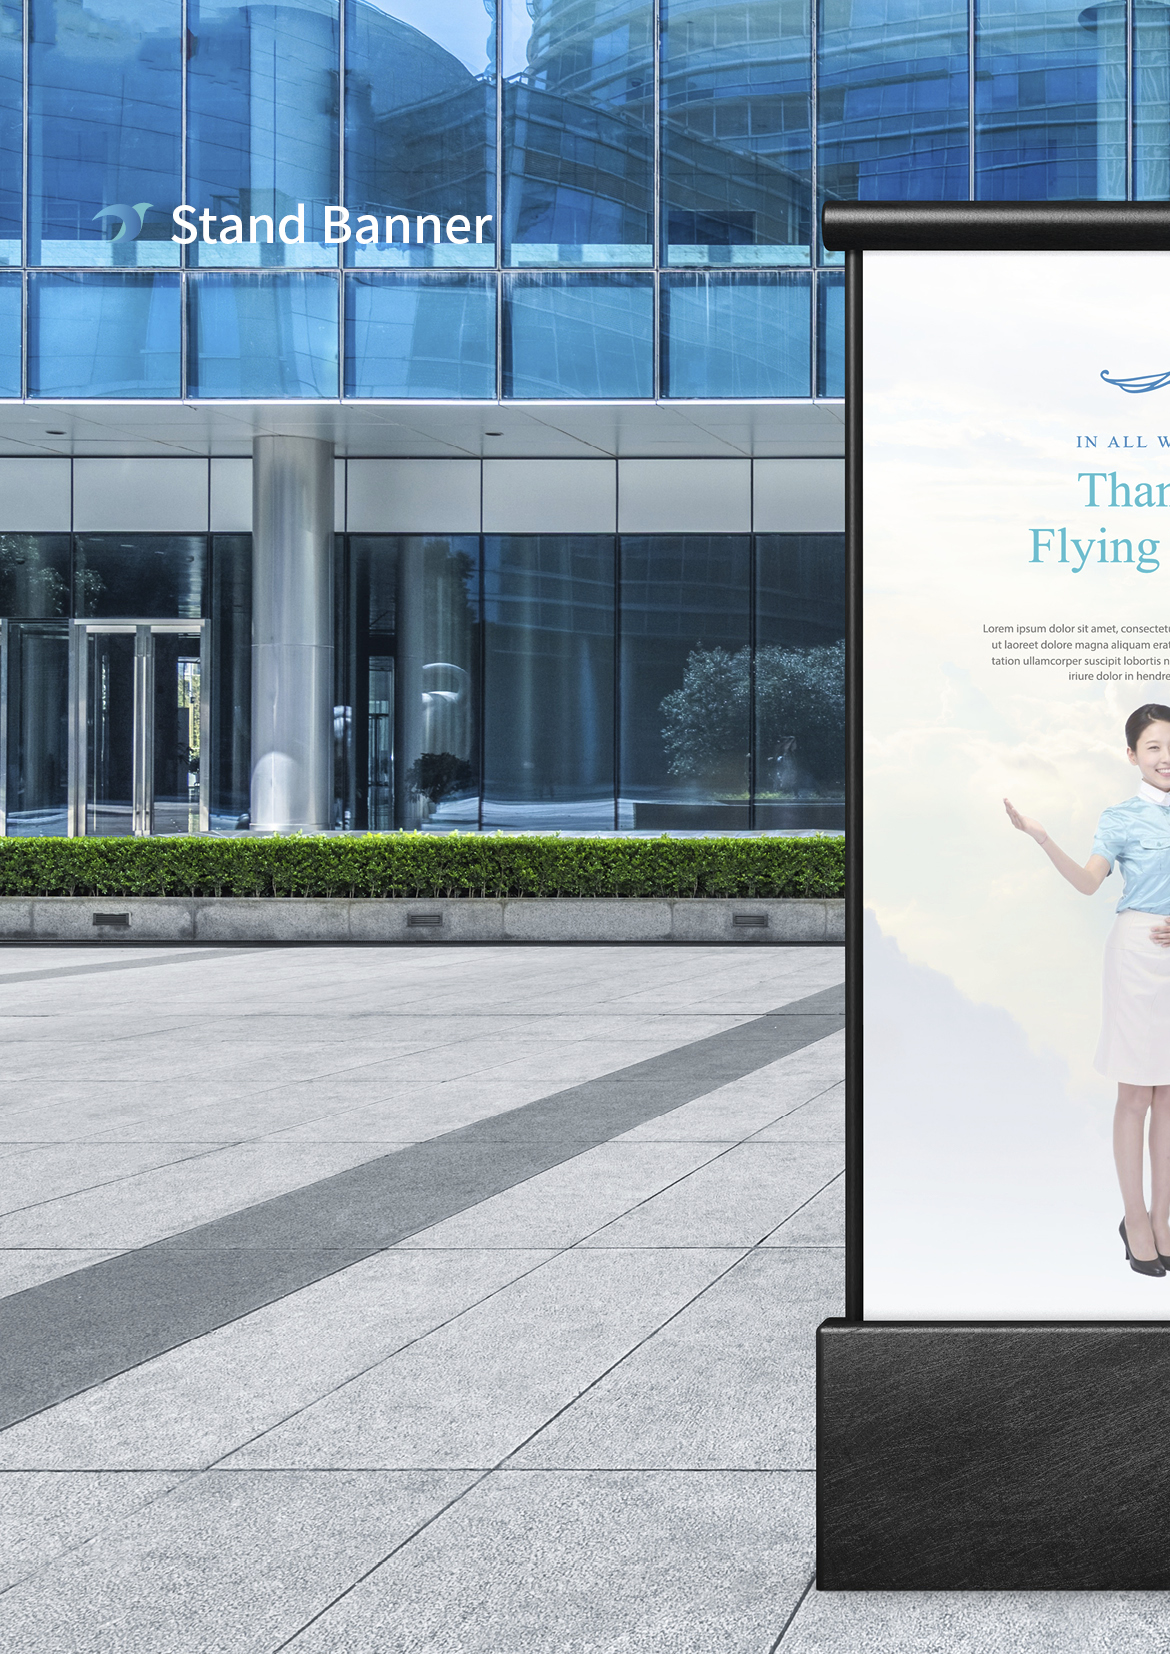 Stand Banner
IN ALL W
Than
Flying
Lorem ipsum dolor sit amet, consectetu
ut laoreet dolore magna aliquam erat
tation ullamcorper suscipit lobortis n
iriure dolor in hendre